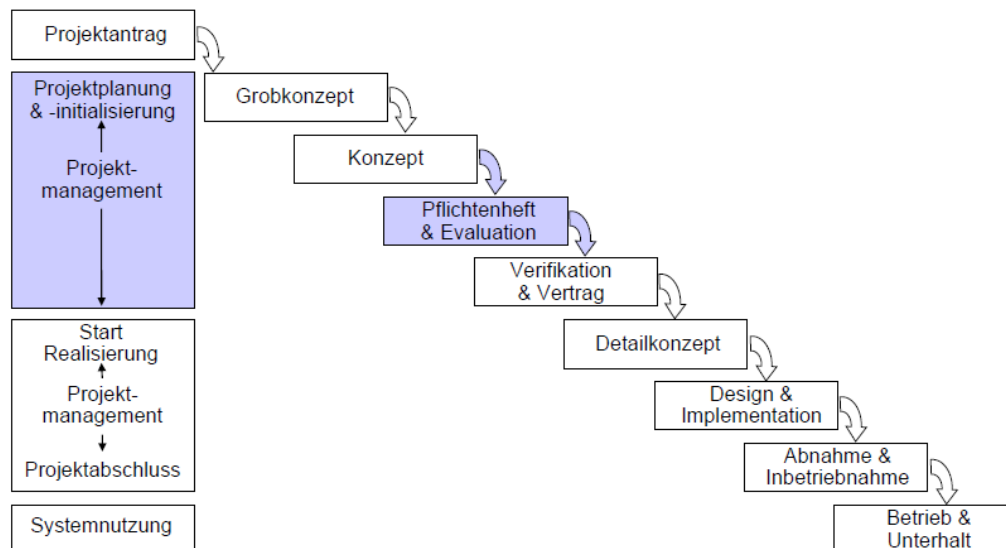 Projektantrag
Projektplanung
& -initialisierung
Projekt-
management
Grobkonzept
Konzept
Pflichtenheft
& Evaluation
Verifikation
& Vertrag
Start
Realisierung
Projekt-
management
Projektabschluss
Detailkonzept
Design &
Implementation
Abnahme &
Inbetriebnahme
Systemnutzung
Betrieb &
Unterhalt